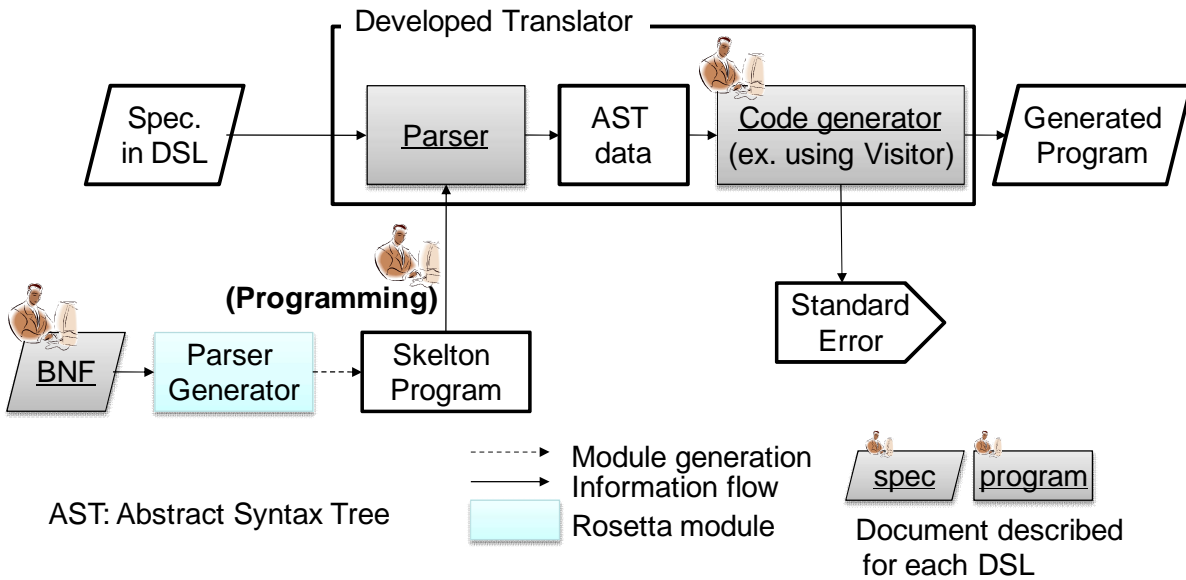 Developed Translator
Spec.
in DSL
Parser
AST
data
Code generator
(ex. using Visitor)
Generated
Program
(Programming)
Standard
Error
BNF
Parser
Generator
Skelton
Program
Module generation
Information flow
Rosetta module
AST: Abstract Syntax Tree
spec
program
Document described
for each DSL